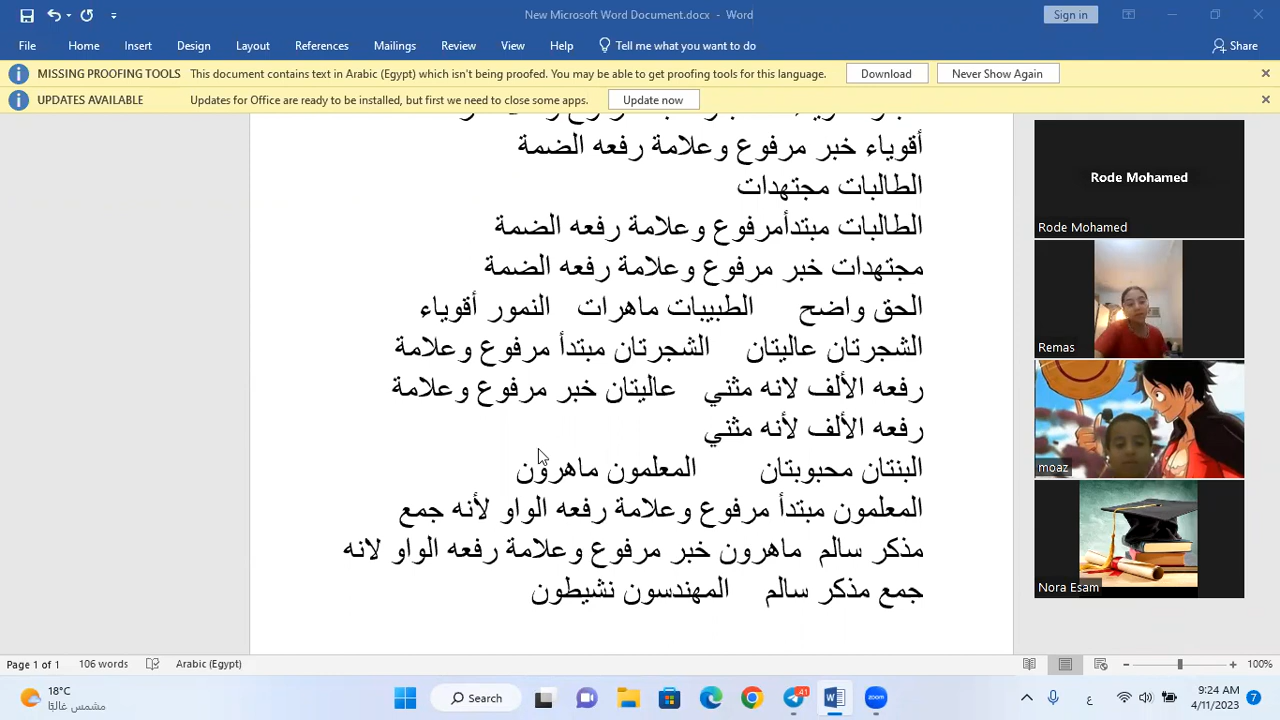 New Microsoft Word Document.docx - Word
Sign in
File Home Insert Design Layout References Mailings Review View Help Tell me what you want to do Share
MISSING PROOFING TOOLS This document contains text in Arabic (Egypt) which isn't being proofed. You may be able to get proofing tools for this language. Download Never Show Again
UPDATES AVAILABLE Updates for Office are ready to be installed, but first we need to close some apps. Update now
أقوياء خبر مرفوع وعلامة رفعه الضمة
الطالبات مجتهدات
الطالبات مبتدأمرفوع وعلامة رفعه الضمة
مجتهدات خبر مرفوع وعلامة رفعه الضمة
الحق واضح الطبيبات ماهرات النمور أقوياء
الشجرتان عاليتان الشجرتان مبتدأ مرفوع وعلامة
رفعه الألف لانه مثني عاليتان خبر مرفوع وعلامة
رفعه الألف لأنه مثني
البنتان محبوبتان المعلمون ماهرون
المعلمون مبتدأ مرفوع وعلامة رفعه الواو لأنه جمع
مذكر سالم ماهرون خبر مرفوع وعلامة رفعه الواو لانه
جمع مذكر سالم المهندسون نشيطون
Rode Mohamed
Rode Mohamed
Remas
moaz
Nora Esam
Page 1 of 1 106 words Arabic (Egypt) 100%
18°C
مشمس غالبًا
Search
41
zoom
ع
9:24 AM
4/11/2023
7